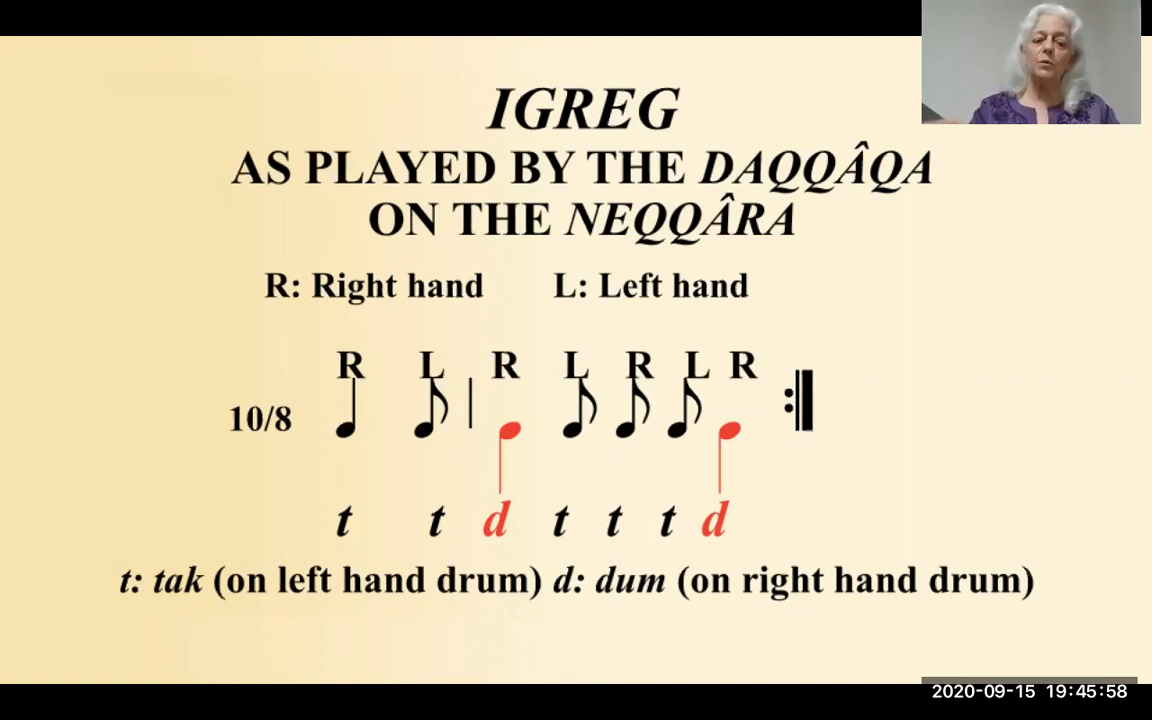 IGREG
AS PLAYED BY THE DAQQÂQA
ON THE NEQQÂRA
R: Right hand L: Left hand
R L R L R L R
10/8
t t d t t t d
t: tak (on left hand drum) d: dum (on right hand drum)
2020-09-15 19:45:58